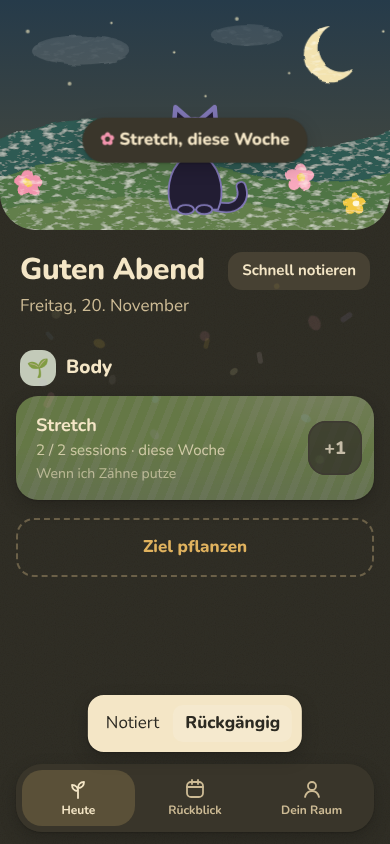 ✿ Stretch, diese Woche
Guten Abend
Schnell notieren
Freitag, 20. November
Body
Stretch
2 / 2 sessions · diese Woche
Wenn ich Zähne putze
+1
Ziel pflanzen
Notiert Rückgängig
Heute Rückblick Dein Raum